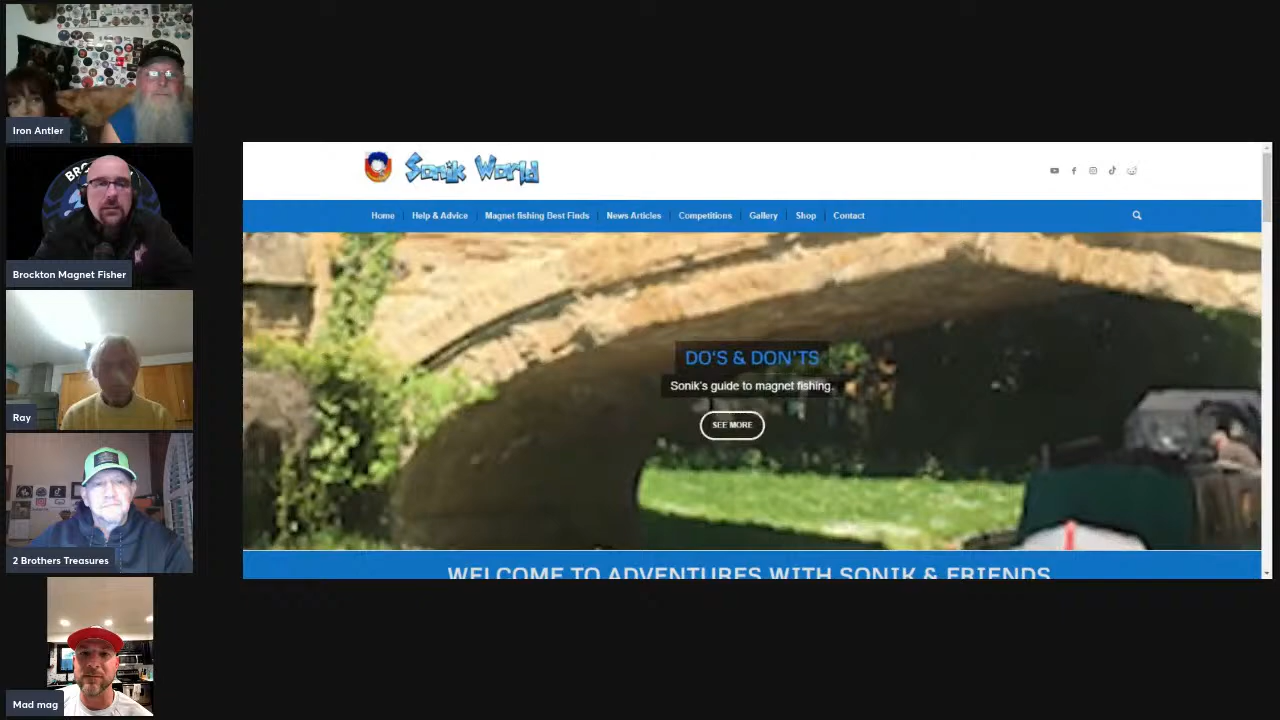 Iron Antler
BRO
Brockton Magnet Fisher
Ray
2 Brothers Treasures
Mad mag
Sonik World
Home
Help & Advice
Magnet fishing Best Finds
News Articles
Competitions
Gallery
Shop
Contact
DO'S & DON'TS
Sonik's guide to magnet fishing.
SEE MORE
WELCOME TO ADVENTURES WITH SONIK & FRIENDS